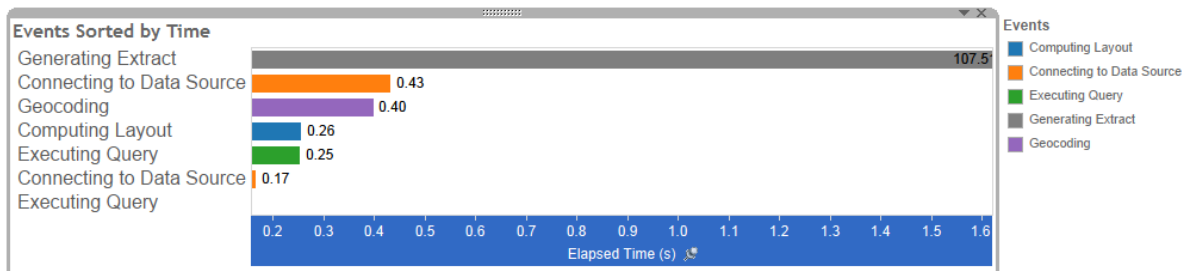 Events Sorted by Time
Generating Extract 107.51
Connecting to Data Source 0.43
Geocoding 0.40
Computing Layout 0.26
Executing Query 0.25
Connecting to Data Source 0.17
Executing Query
0.2 0.3 0.4 0.5 0.6 0.7 0.8 0.9 1.0 1.1 1.2 1.3 1.4 1.5 1.6
Elapsed Time (s)
Events
Computing Layout
Connecting to Data Source
Executing Query
Generating Extract
Geocoding